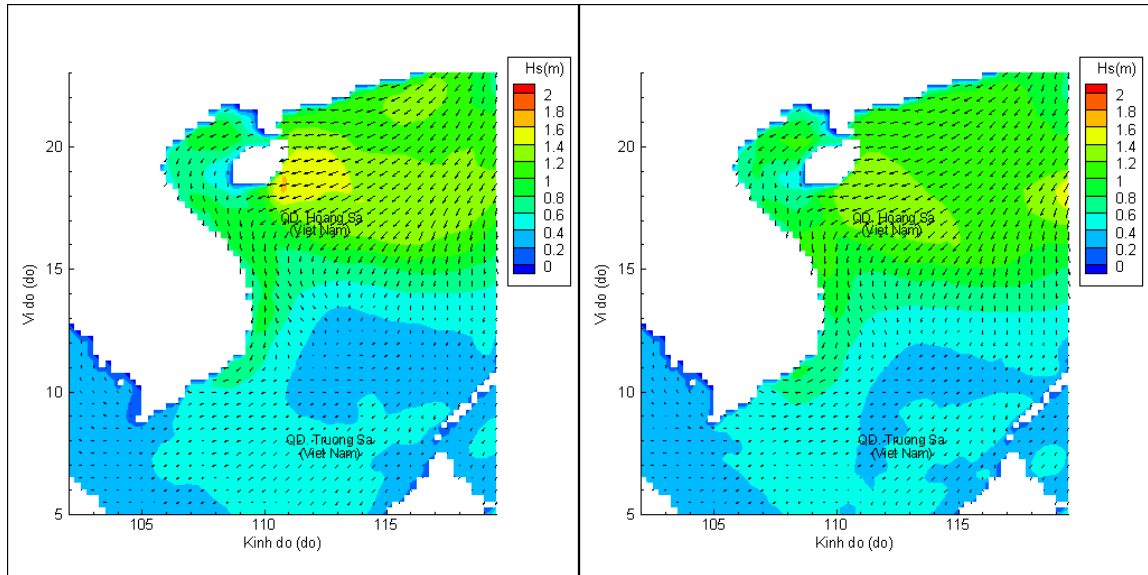 Hs(m)
2
1.8
1.6
1.4
1.2
1
0.8
0.6
0.4
0.2
0
20
15
10
5
Vi do (do)
QD. Hoang Sa
(Viet Nam)
QD. Truong Sa
(Viet Nam)
105
110
115
Kinh do (do)
Hs(m)
2
1.8
1.6
1.4
1.2
1
0.8
0.6
0.4
0.2
0
20
15
10
5
Vi do (do)
QD. Hoang Sa
(Viet Nam)
QD. Truong Sa
(Viet Nam)
105
110
115
Kinh do (do)